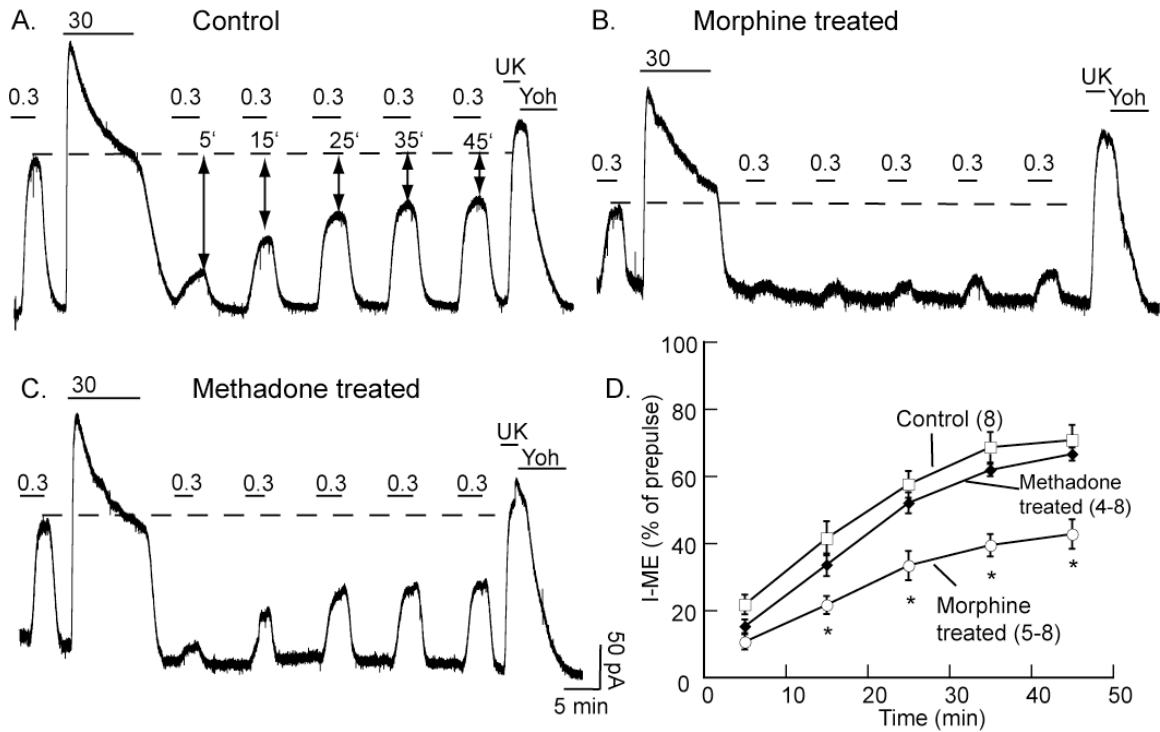 A. Control
30
UK
0.3 0.3 0.3 0.3 0.3 0.3 Yoh
5‘ 15‘ 25‘ 35‘ 45‘
B. Morphine treated
30
UK
Yoh
0.3 0.3 0.3 0.3 0.3 0.3
C. Methadone treated
30
UK
Yoh
0.3 0.3 0.3 0.3 0.3 0.3
50 pA
5 min
D.
I-ME (% of prepulse)
100
80
60
40
20
0
Control (8)
Methadone
treated (4-8)
* * * *
Morphine
treated (5-8)
0 10 20 30 40 50
Time (min)